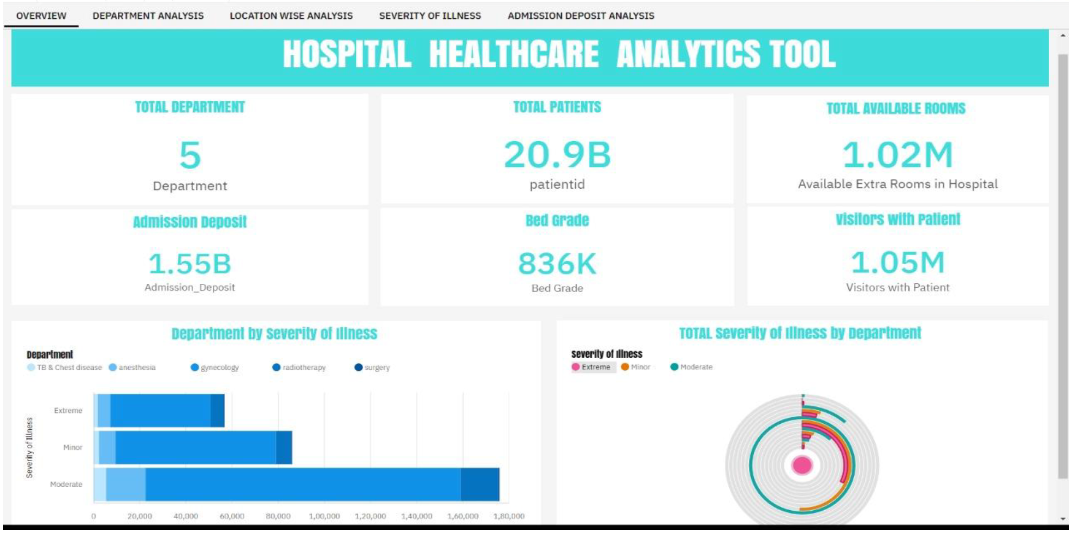 OVERVIEW DEPARTMENT ANALYSIS LOCATION WISE ANALYSIS SEVERITY OF ILLNESS ADMISSION DEPOSIT ANALYSIS
HOSPITAL HEALTHCARE ANALYTICS TOOL
TOTAL DEPARTMENT
5
Department
TOTAL PATIENTS
20.9B
patientid
TOTAL AVAILABLE ROOMS
1.02M
Available Extra Rooms in Hospital
Admission Deposit
1.55B
Admission_Deposit
Bed Grade
836K
Bed Grade
Visitors with Patient
1.05M
Visitors with Patient
Department by Severity of Illness
Department
TB & Chest disease anesthesia gynecology radiotherapy surgery
Severity of Illness
Extreme
Minor
Moderate
0 20,000 40,000 60,000 80,000 1,00,000 1,20,000 1,40,000 1,60,000 1,80,000
TOTAL Severity of Illness by Department
Severity of Illness
Extreme Minor Moderate